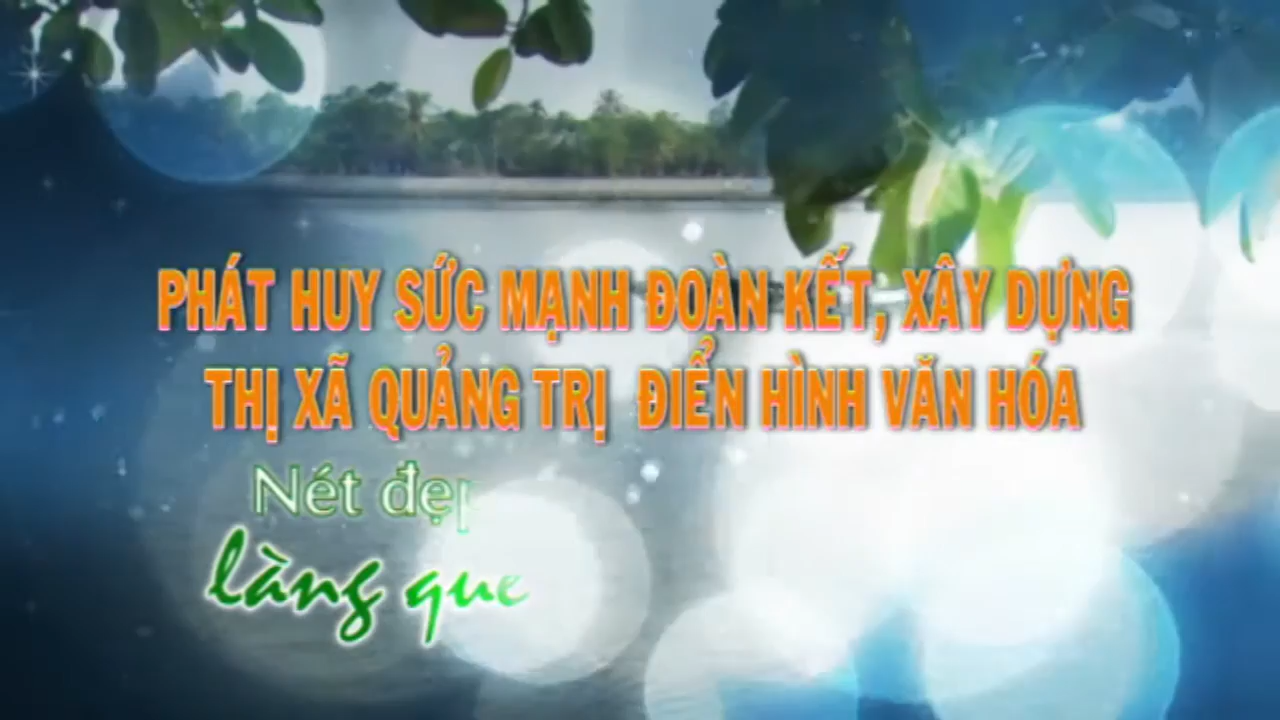 PHÁT HUY SỨC MẠNH ĐOÀN KẾT, XÂY DỰNG
THỊ XÃ QUẢNG TRỊ ĐIỂN HÌNH VĂN HÓA
Nét đẹp
làng que